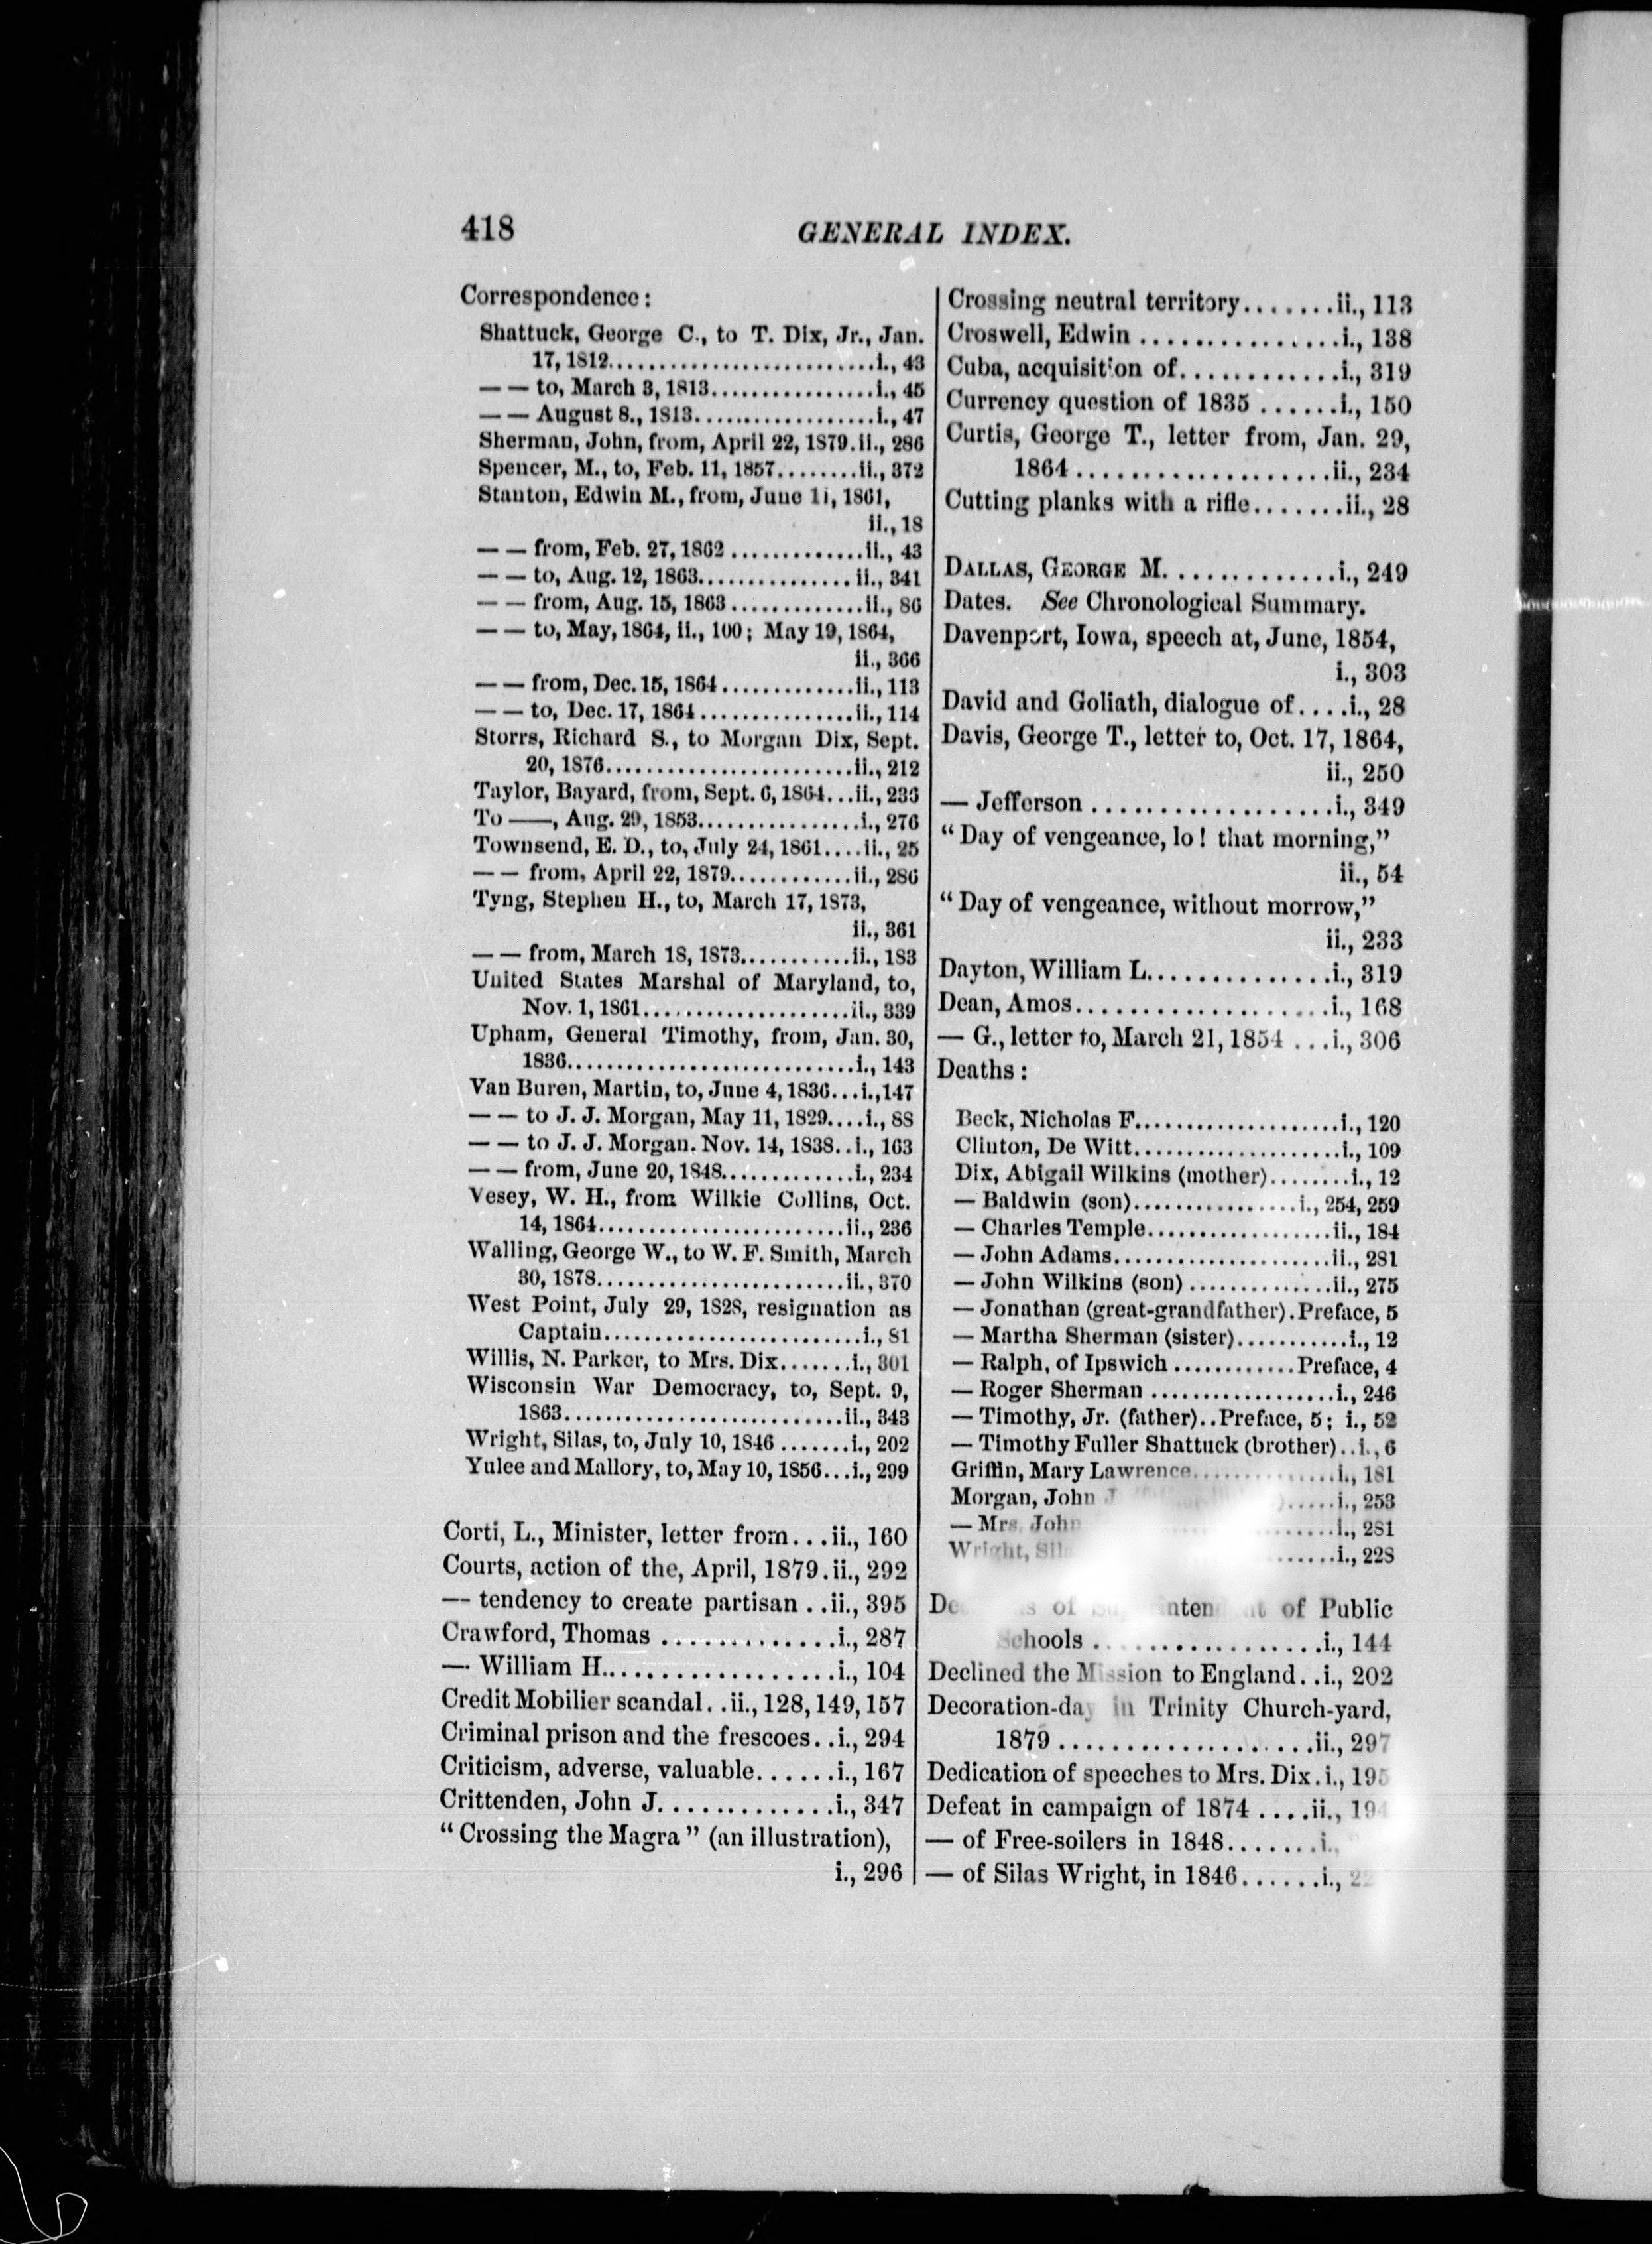 418
GENERAL INDEX.
Correspondence:
Shattuck, George C., to T. Dix, Jr., Jan.
17, 1812..........................i., 43
— — to, March 3, 1813................i., 45
— — August 8., 1813..................i., 47
Sherman, John, from, April 22, 1879.ii., 286
Spencer, M., to, Feb. 11, 1857........ii., 372
Stanton, Edwin M., from, June 11, 1861,
ii., 18
— — from, Feb. 27, 1862.............ii., 43
— — to, Aug. 12, 1863...............ii., 341
— — from, Aug. 15, 1863.............ii., 86
— — to, May, 1864, ii., 100; May 19, 1864,
ii., 366
— — from, Dec. 15, 1864.............ii., 113
— — to, Dec. 17, 1864...............ii., 114
Storrs, Richard S., to Morgan Dix, Sept.
20, 1876........................ii., 212
Taylor, Bayard, from, Sept. 6, 1864...ii., 236
To ——, Aug. 29, 1853................i., 276
Townsend, E. D., to, July 24, 1861....ii., 25
— — from, April 22, 1879............ii., 286
Tyng, Stephen H., to, March 17, 1873,
ii., 361
— — from, March 18, 1873...........ii., 183
United States Marshal of Maryland, to,
Nov. 1, 1861.....................ii., 339
Upham, General Timothy, from, Jan. 30,
1836............................i., 143
Van Buren, Martin, to, June 4, 1836...i., 147
— — to J. J. Morgan, May 11, 1829....i., 88
— — to J. J. Morgan. Nov. 14, 1838..i., 163
— — from, June 20, 1848.............i., 234
Vesey, W. H., from Wilkie Collins, Oct.
14, 1864........................ii., 236
Walling, George W., to W. F. Smith, March
30, 1878........................ii., 370
West Point, July 29, 1828, resignation as
Captain.........................i., 81
Willis, N. Parker, to Mrs. Dix.......i., 301
Wisconsin War Democracy, to, Sept. 9,
1863...........................ii., 343
Wright, Silas, to, July 10, 1846.......i., 202
Yulee and Mallory, to, May 10, 1856...i., 299
Corti, L., Minister, letter from...ii., 160
Courts, action of the, April, 1879.ii., 292
— tendency to create partisan..ii., 395
Crawford, Thomas.............i., 287
— William H..................i., 104
Credit Mobilier scandal..ii., 128, 149, 157
Criminal prison and the frescoes..i., 294
Criticism, adverse, valuable......i., 167
Crittenden, John J.............i., 347
"Crossing the Magra" (an illustration),
i., 296
Crossing neutral territory.......ii., 113
Croswell, Edwin...............i., 138
Cuba, acquisition of............i., 319
Currency question of 1835......i., 150
Curtis, George T., letter from, Jan. 29,
1864...................ii., 234
Cutting planks with a rifle.......ii., 28
DALLAS, GEORGE M.............i., 249
Dates. See Chronological Summary.
Davenport, Iowa, speech at, June, 1854,
i., 303
David and Goliath, dialogue of....i., 28
Davis, George T., letter to, Oct. 17, 1864,
ii., 250
— Jefferson..................i., 349
"Day of vengeance, lo! that morning,"
ii., 54
"Day of vengeance, without morrow,"
ii., 233
Dayton, William L..............i., 319
Dean, Amos...................i., 168
— G., letter to, March 21, 1854...i., 306
Deaths:
Beck, Nicholas F....................i., 120
Clinton, De Witt.....................i., 109
Dix, Abigail Wilkins (mother)........i., 12
— Baldwin (son)................i., 254, 259
— Charles Temple..................ii., 184
— John Adams.....................ii., 281
— John Wilkins (son)..............ii., 275
— Jonathan (great-grandfather).Preface, 5
— Martha Sherman (sister)...........i., 12
— Ralph, of Ipswich............Preface, 4
— Roger Sherman..................i., 246
— Timothy, Jr. (father)..Preface, 5; i., 52
— Timothy Fuller Shattuck (brother)..i., 6
Griffin, Mary Lawrence..............i., 181
Morgan, John J ).....i., 253
— Mrs. John ........i., 281
Wright, ......i., 228
of of Public
Schools..................i., 144
Declined the Mission to England..i., 202
Decoration-day in Trinity Church-yard,
1879...................ii., 297
Dedication of speeches to Mrs. Dix.i., 195
Defeat in campaign of 1874....ii.,
— of Free-soilers in 1848.......i.,
— of Silas Wright, in 1846......i.,